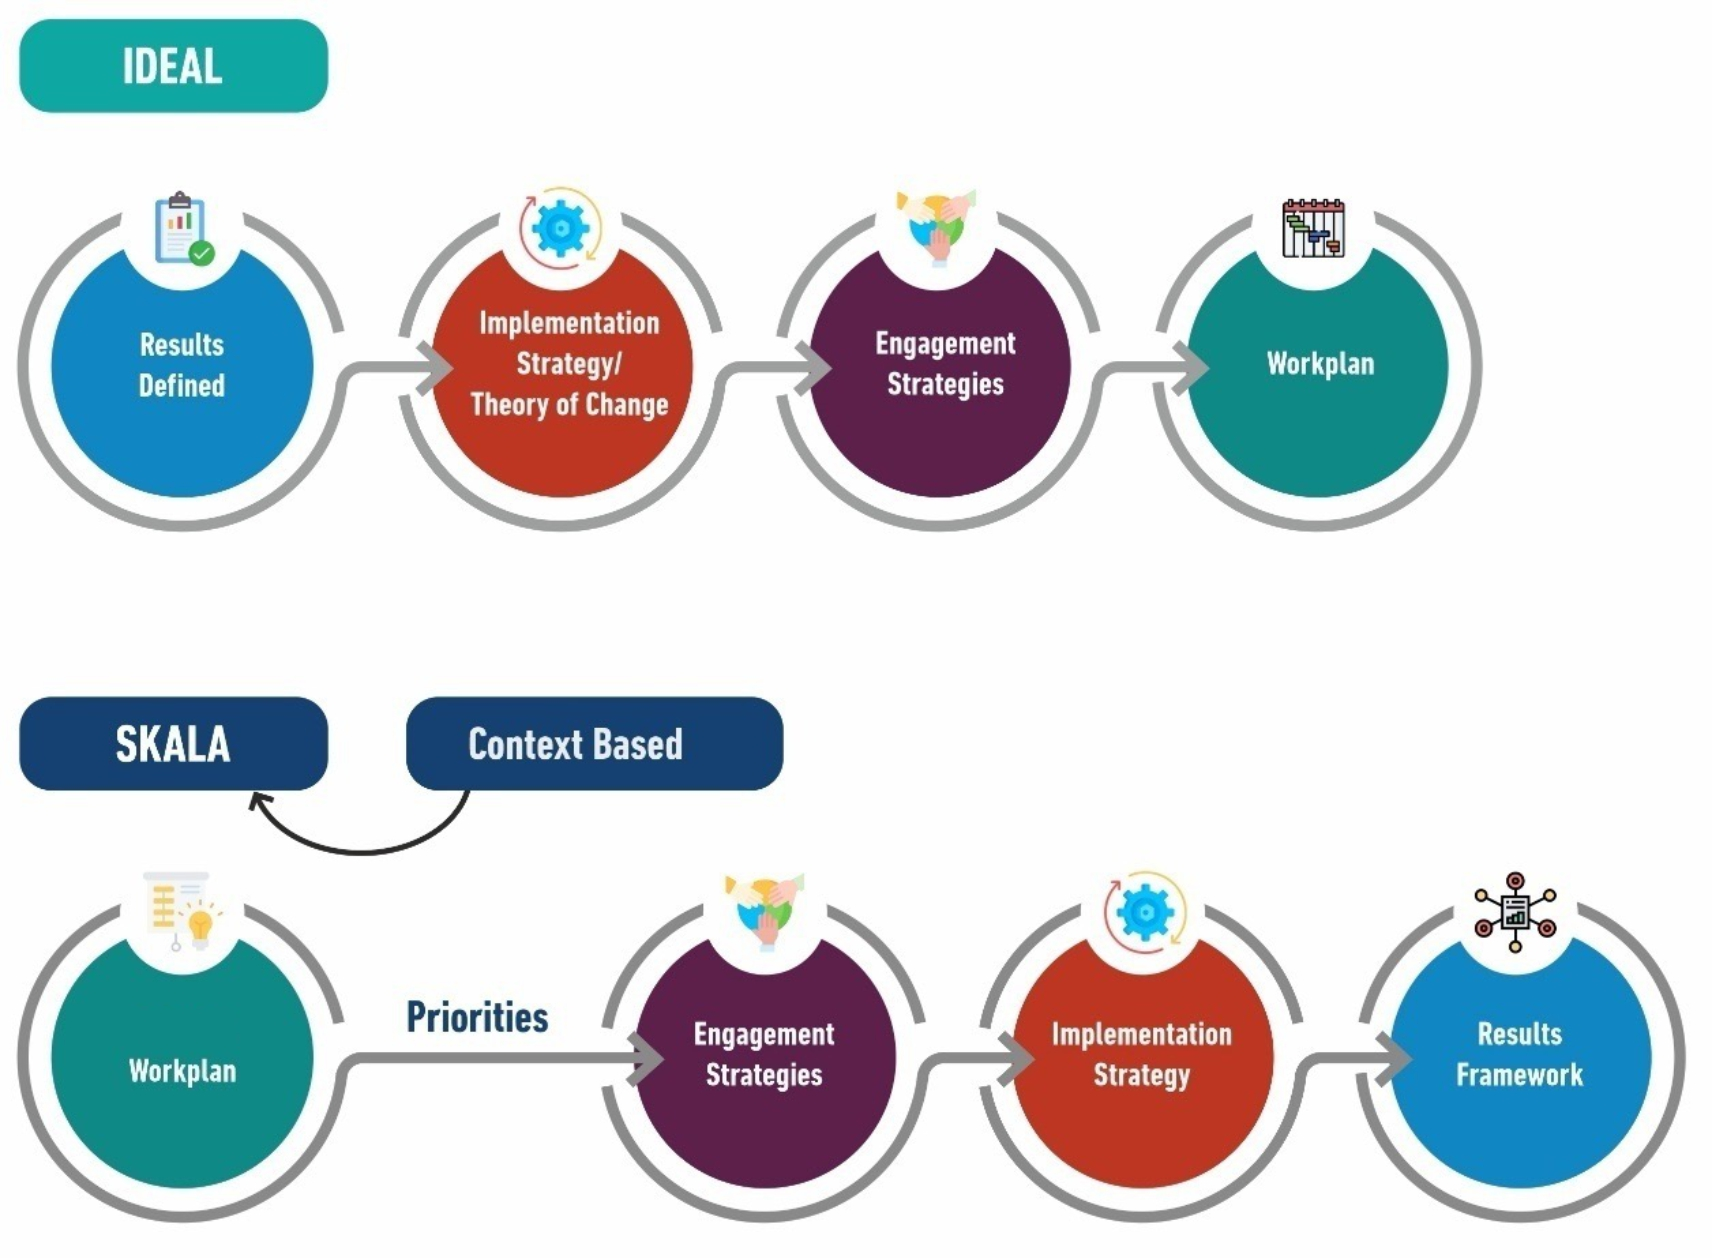 IDEAL
Results
Defined
Implementation
Strategy/
Theory of Change
Engagement
Strategies
Workplan
SKALA
Context Based
Workplan
Priorities
Engagement
Strategies
Implementation
Strategy
Results
Framework